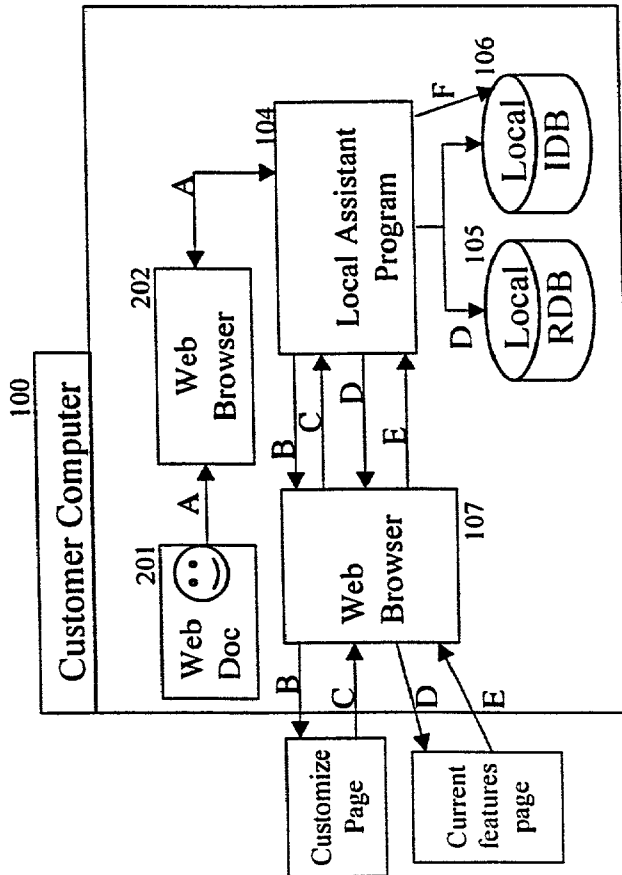 100
Customer Computer
201
Web
Doc
A
202
Web
Browser
A
104
Local Assistant
Program
B
C
D
E
Web
Browser
107
B
C
D
E
Customize
Page
Current
features
page
D
105
Local
RDB
F
106
Local
IDB